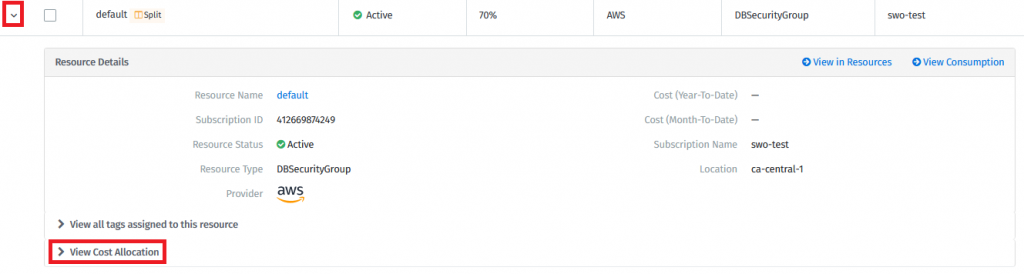 default Split Active 70% AWS DBSecurityGroup swo-test
Resource Details View in Resources View Consumption
Resource Name default Cost (Year-To-Date) —
Subscription ID 412669874249 Cost (Month-To-Date) —
Resource Status Active Subscription Name swo-test
Resource Type DBSecurityGroup Location ca-central-1
Provider aws
View all tags assigned to this resource
View Cost Allocation